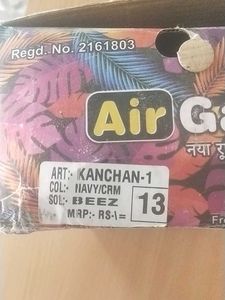 Regd. No. 2161803
Air Ga
नया
ART:- KANCHAN-1
COL:- NAVY/CRM
SOL:- BEEZ
13
MRP:- RS-\=